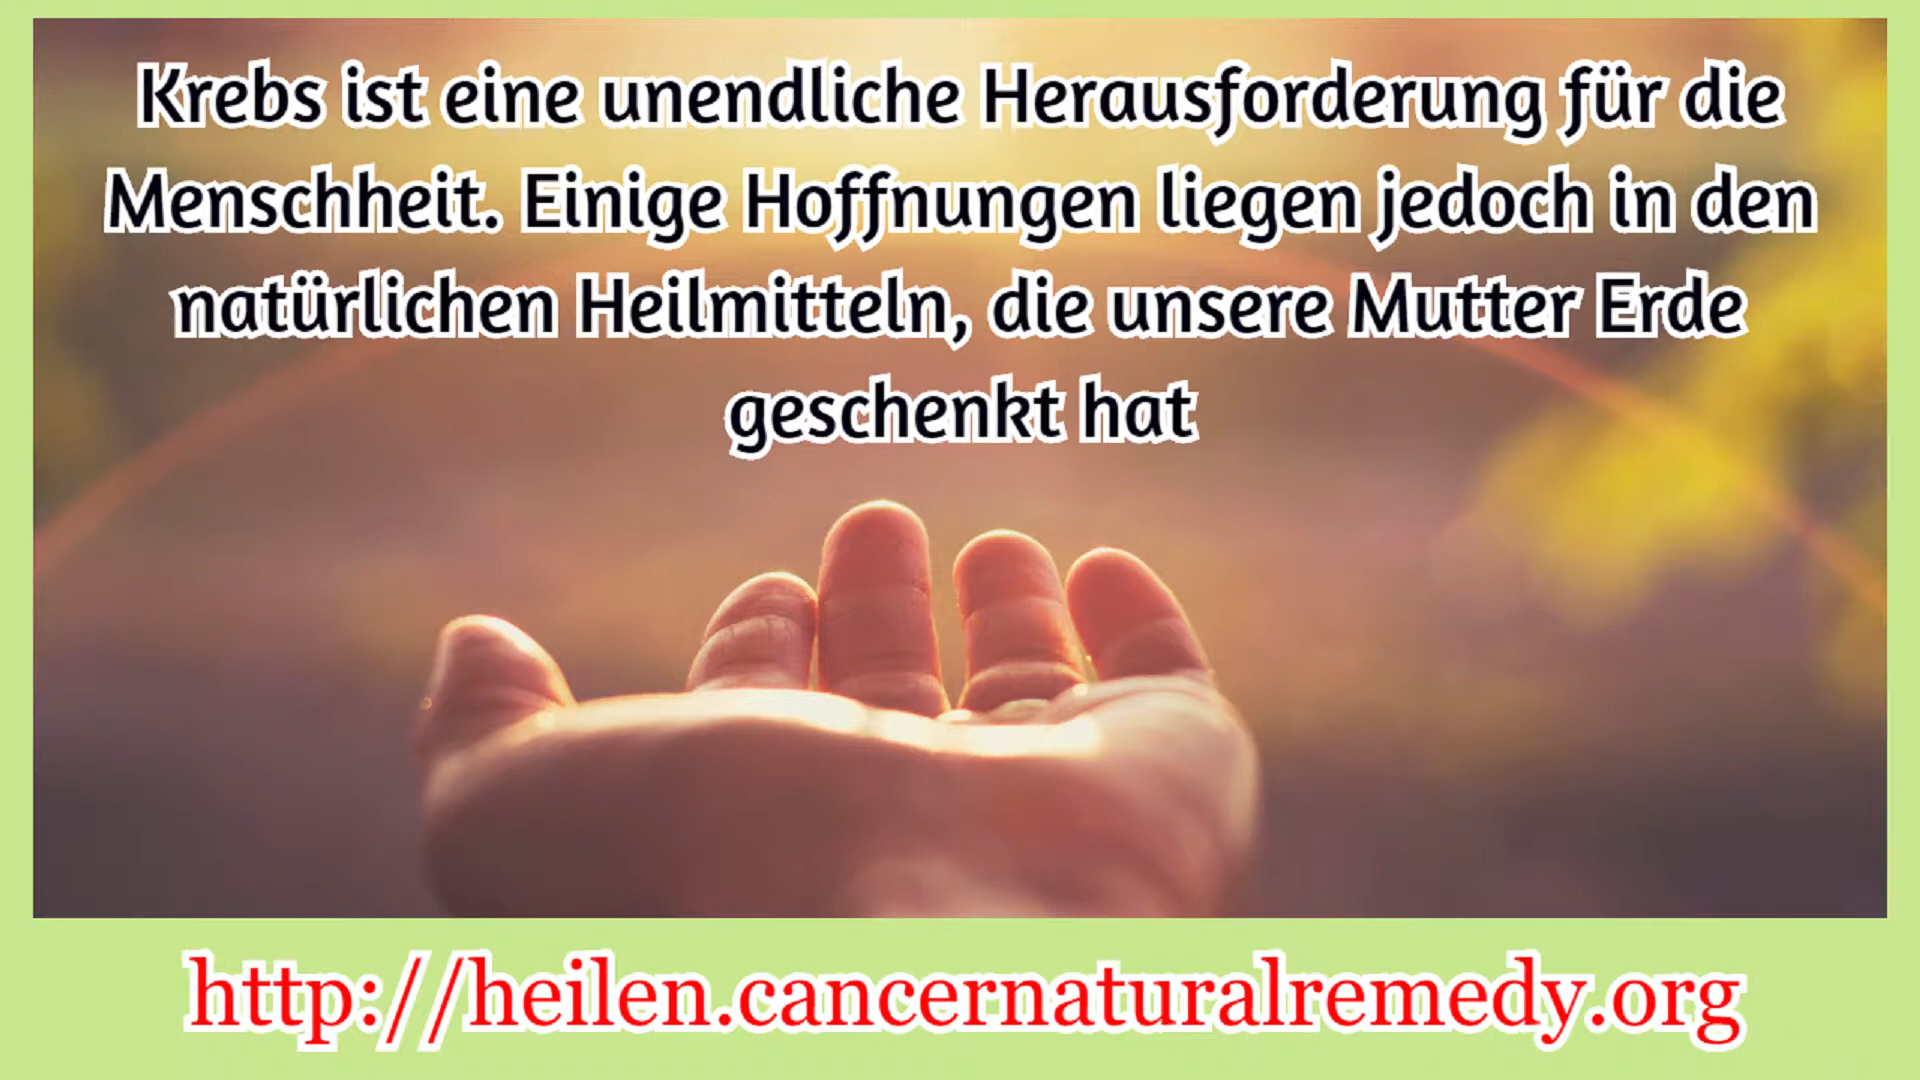 Krebs ist eine unendliche Herausforderung für die
Menschheit. Einige Hoffnungen liegen jedoch in den
natürlichen Heilmitteln, die unsere Mutter Erde
geschenkt hat
http://heilen.cancernaturalremedy.org